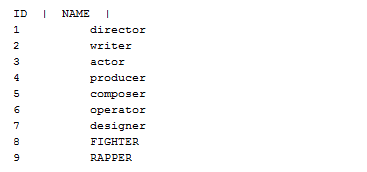 ID | NAME |
1 director
2 writer
3 actor
4 producer
5 composer
6 operator
7 designer
8 FIGHTER
9 RAPPER